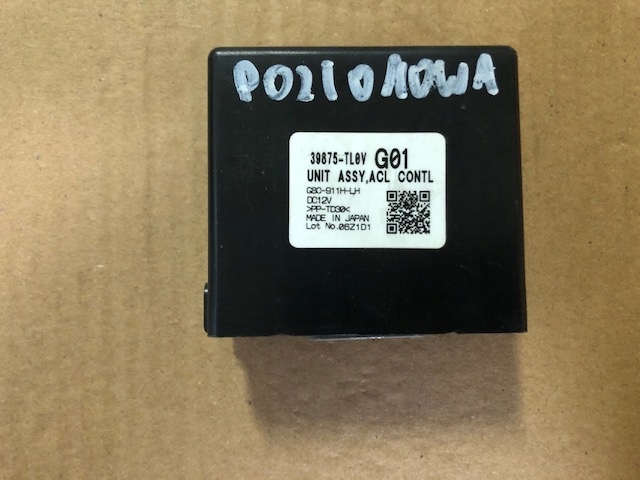 POZIOMOWA
39875-TL0V G01
UNIT ASSY,ACL CONTL
G8C-911H-LH
DC12V
>PP-TD30<
MADE IN JAPAN
Lot No.06Z1D1